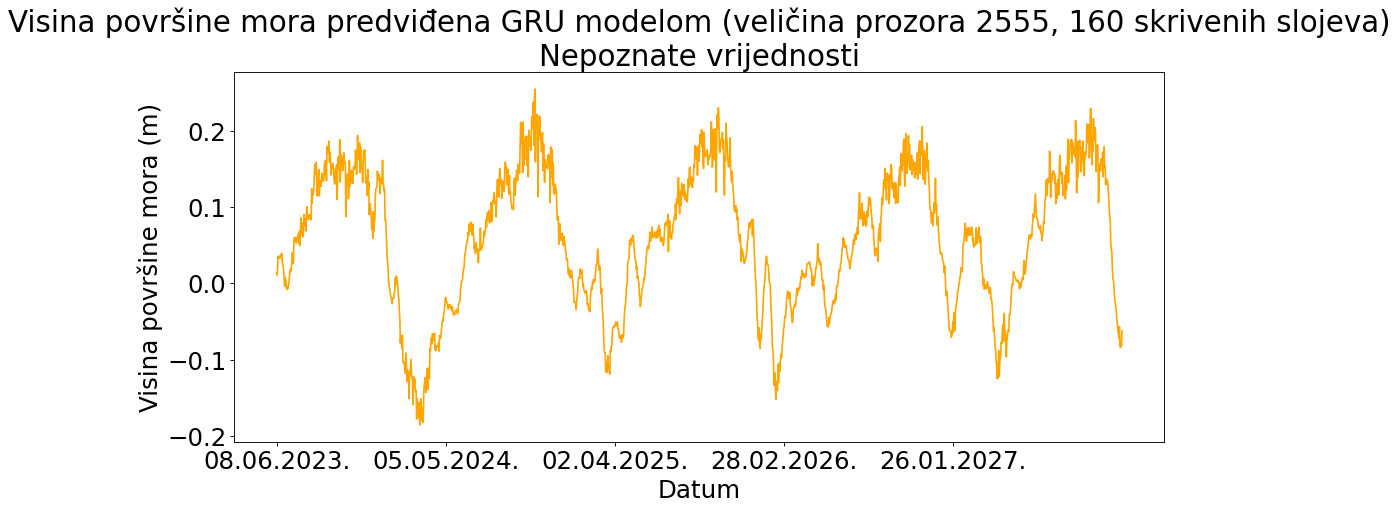 Visina površine mora predviđena GRU modelom (veličina prozora 2555, 160 skrivenih slojeva)
Nepoznate vrijednosti
Visina površine mora (m)
0.2
0.1
0.0
−0.1
−0.2
08.06.2023. 05.05.2024. 02.04.2025. 28.02.2026. 26.01.2027.
Datum